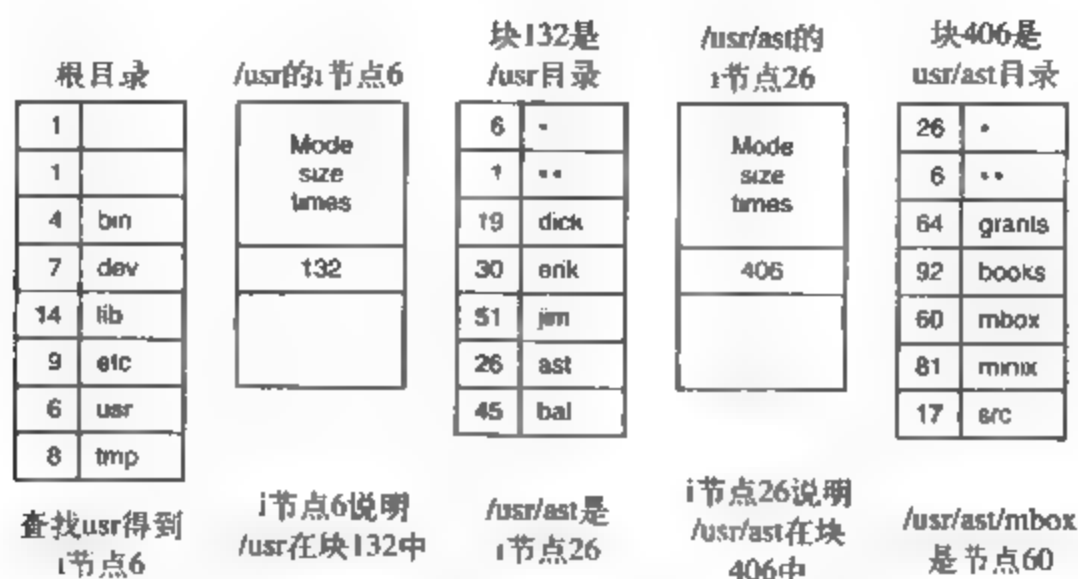 根目录
1
1
4 bin
7 dev
14 lib
9 etc
6 usr
8 tmp
查找usr得到
i节点6
/usr的i节点6
Mode
size
times
132
i节点6说明
/usr在块132中
块132是
/usr目录
6 •
1 ••
19 dick
30 erik
51 jim
26 ast
45 bal
/usr/ast是
i节点26
/usr/ast的
i节点26
Mode
size
times
406
i节点26说明
/usr/ast在块
406中
块406是
usr/ast目录
26 •
6 ••
64 grants
92 books
60 mbox
81 minix
17 src
/usr/ast/mbox
是节点60